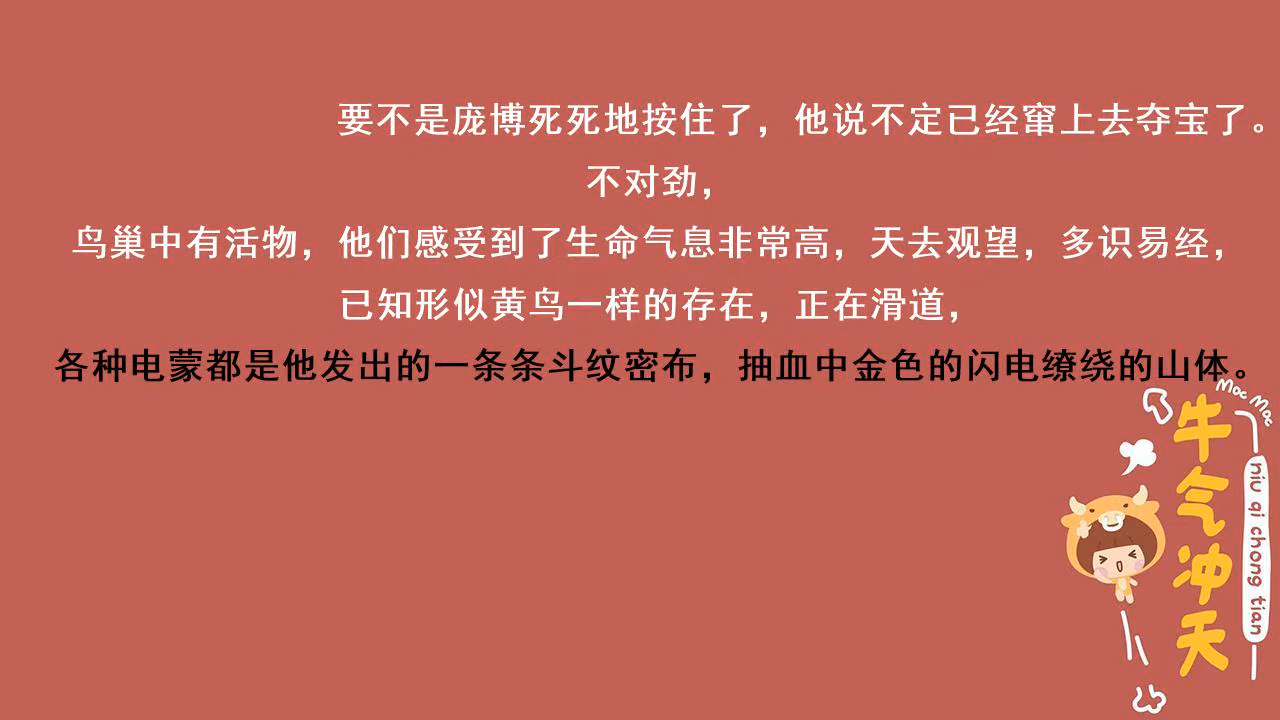 要不是庞博死死地按住了，他说不定已经窜上去夺宝了。
不对劲，
鸟巢中有活物，他们感受到了生命气息非常高，天去观望，多识易经，
已知形似黄鸟一样的存在，正在滑道，
各种电蒙都是他发出的一条条斗纹密布，抽血中金色的闪电缭绕的山体。
Moc Moc
牛气冲天
niu qi chong tian